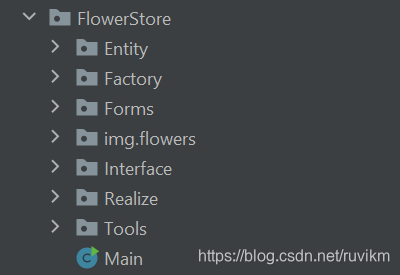 FlowerStore
Entity
Factory
Forms
img.flowers
Interface
Realize
Tools
Main
https://blog.csdn.net/ruvikm